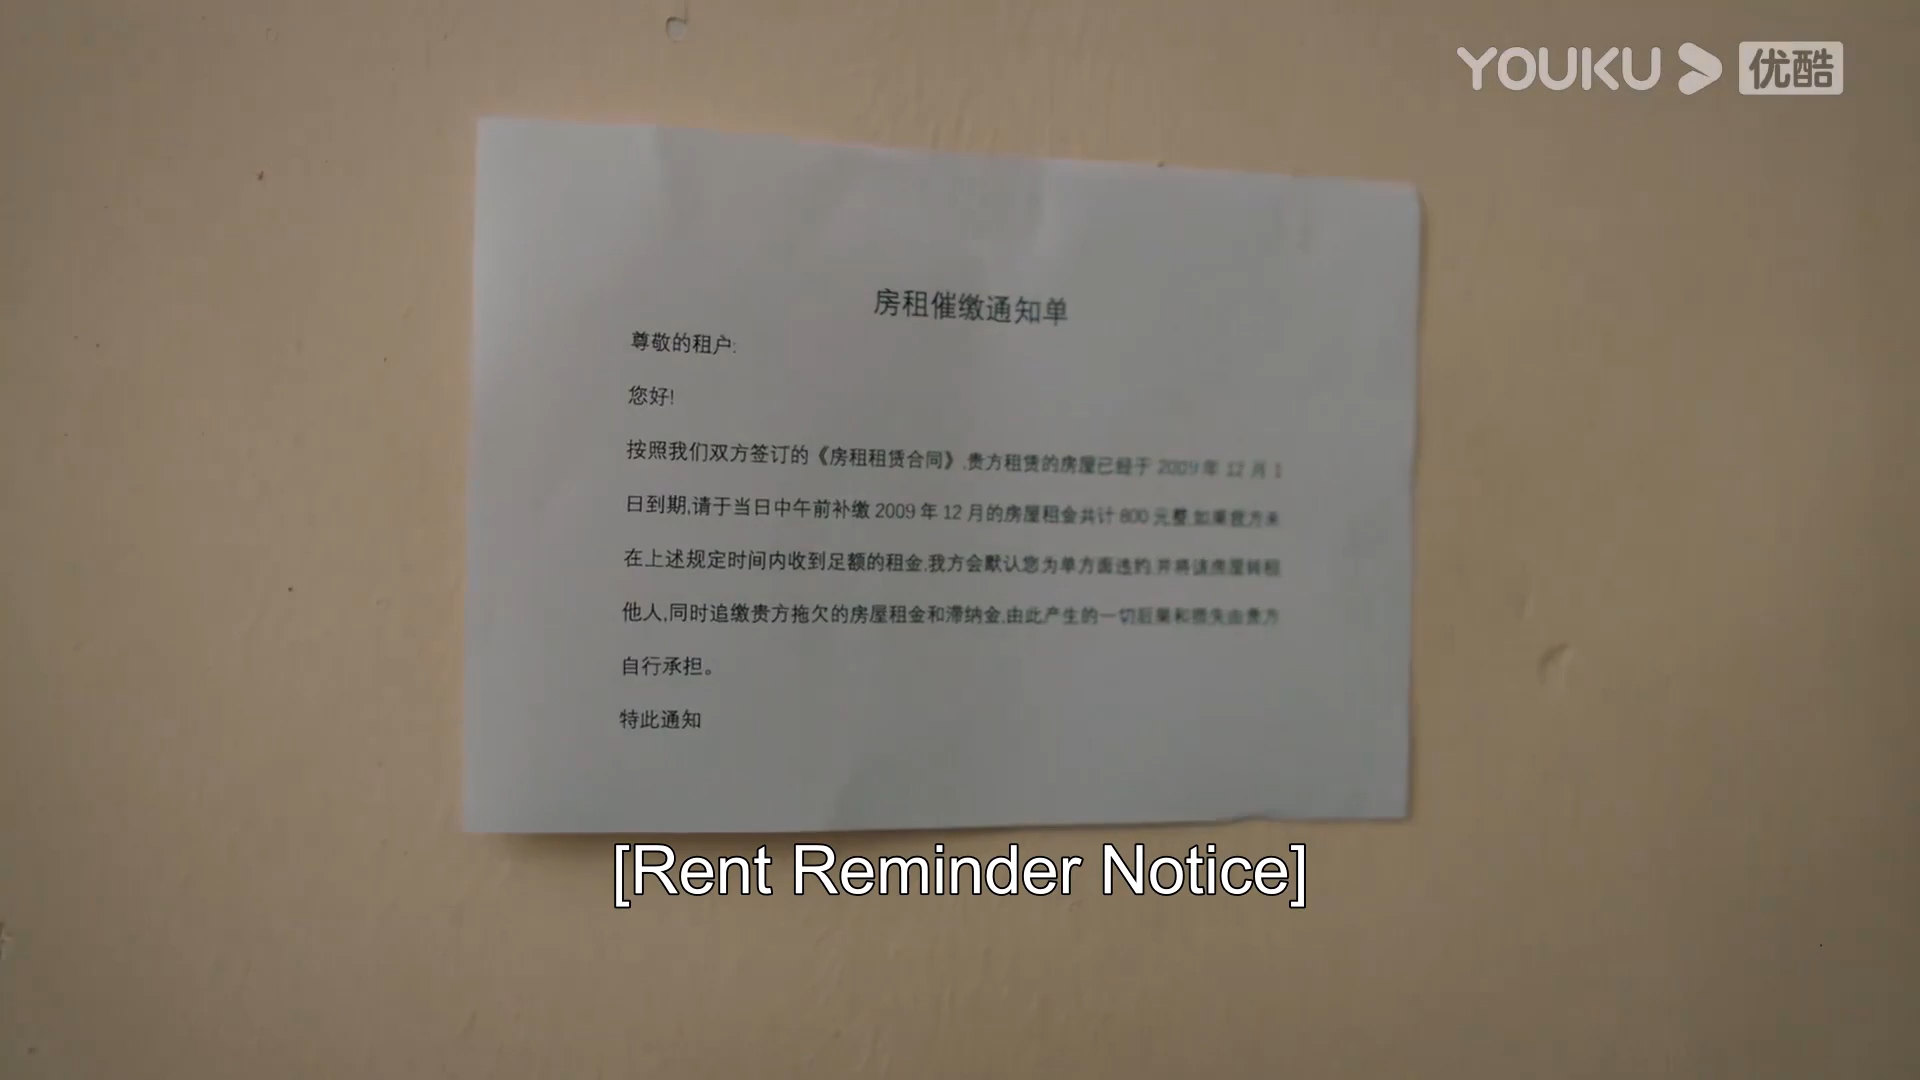 YOUKU 优酷
房租催缴通知单
尊敬的租户:
您好!
按照我们双方签订的《房租租赁合同》,贵方租赁的房屋已经于 2009 年 12 月 1
日到期,请于当日中午前补缴 2009 年 12 月的房屋租金共计 800 元整,如果我方未
在上述规定时间内收到足额的租金,我方会默认您为单方面违约,并将该房屋转租
他人,同时追缴贵方拖欠的房屋租金和滞纳金,由此产生的一切后果和损失由贵方
自行承担。
特此通知
[Rent Reminder Notice]